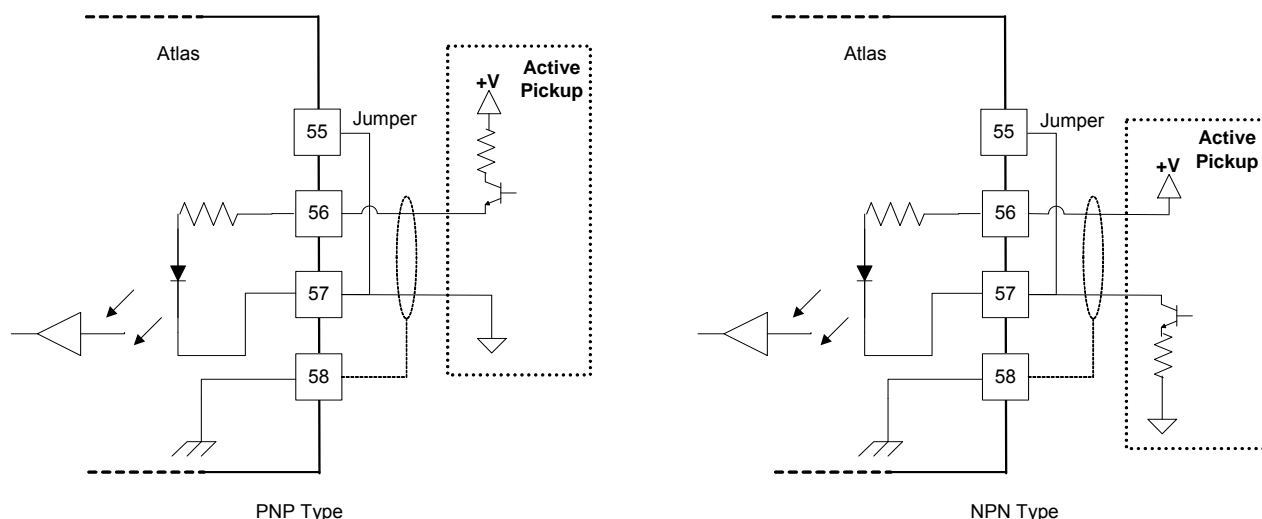 Atlas
Active
Pickup
+V
55
Jumper
56
57
58
PNP Type
Atlas
55
Jumper
Active
Pickup
+V
56
57
58
NPN Type